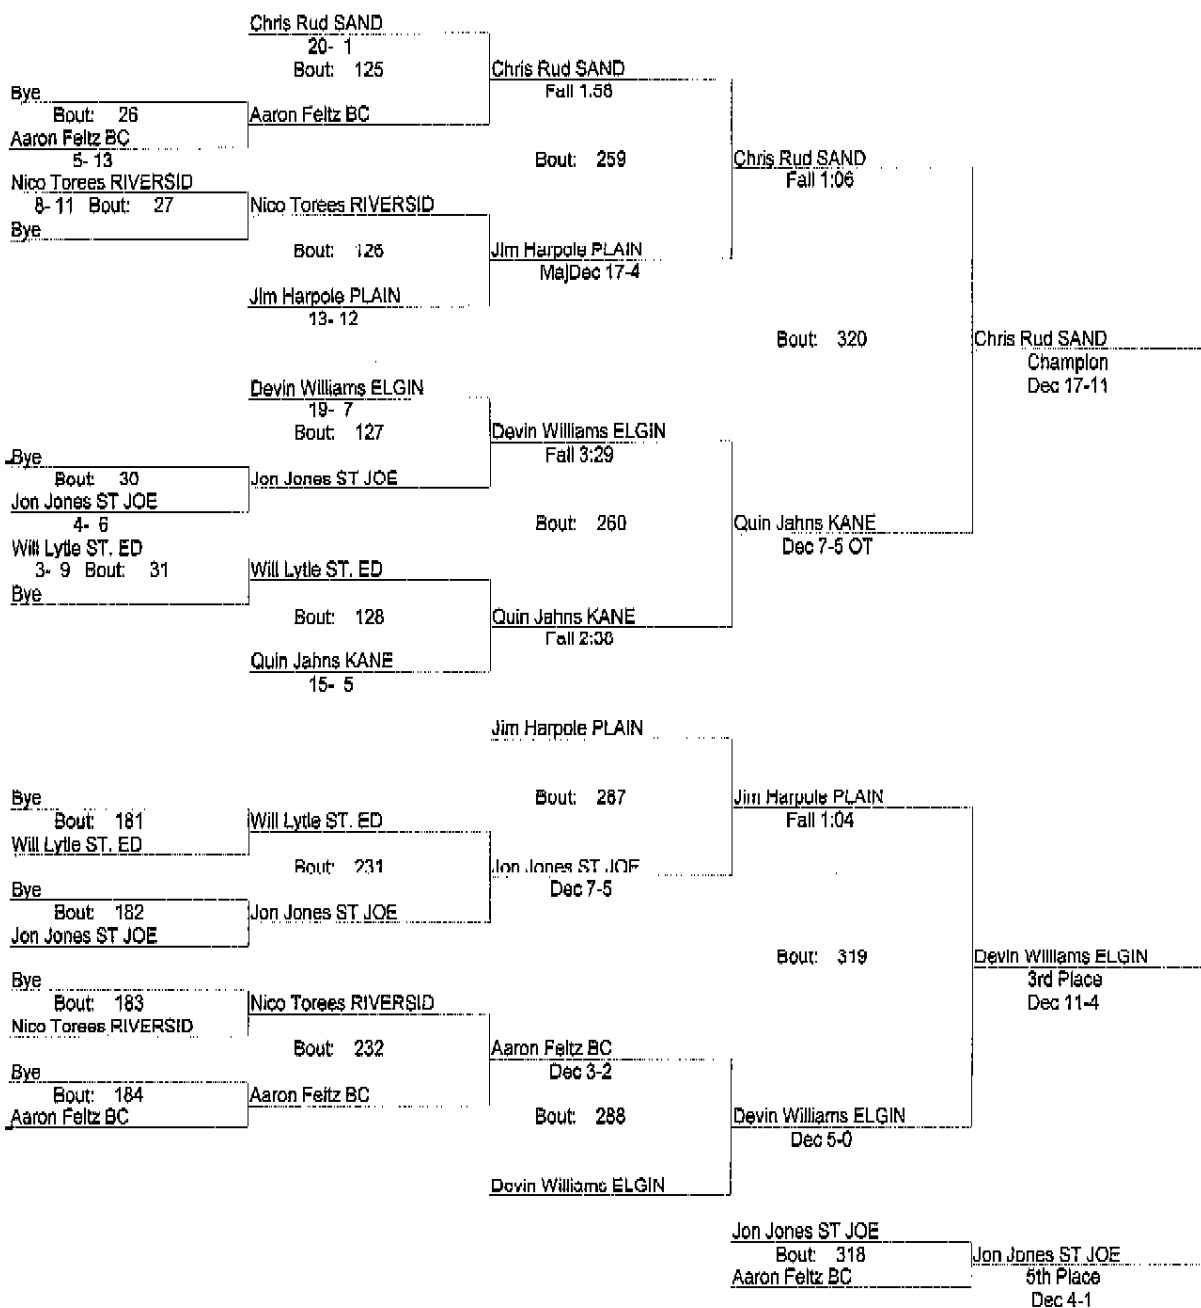 Chris Rud SAND
20- 1
Bout: 125
Chris Rud SAND
Fall 1:58
Bye
Bout: 26
Aaron Feltz BC
Aaron Feltz BC
5- 13
Bout: 259
Chris Rud SAND
Fall 1:06
Nico Torees RIVERSID
8- 11 Bout: 27
Nico Torees RIVERSID
Bye
Bout: 126
Jim Harpole PLAIN
MajDec 17-4
Jim Harpole PLAIN
13- 12
Bout: 320
Chris Rud SAND
Champion
Dec 17-11
Devin Williams ELGIN
19- 7
Bout: 127
Devin Williams ELGIN
Fall 3:29
Bye
Bout: 30
Jon Jones ST JOE
Jon Jones ST JOE
4- 6
Bout: 260
Quin Jahns KANE
Dec 7-5 OT
Will Lytle ST. ED
3- 9 Bout: 31
Will Lytle ST. ED
Bye
Bout: 128
Quin Jahns KANE
Fall 2:38
Quin Jahns KANE
15- 5
Jim Harpole PLAIN
Bout: 287
Jim Harpole PLAIN
Fall 1:04
Bye
Bout: 181
Will Lytle ST. ED
Will Lytle ST. ED
Bout: 231
Jon Jones ST JOE
Dec 7-5
Bye
Bout: 182
Jon Jones ST JOE
Jon Jones ST JOE
Bout: 319
Devin Williams ELGIN
3rd Place
Dec 11-4
Bye
Bout: 183
Nico Torees RIVERSID
Nico Torees RIVERSID
Bout: 232
Aaron Feltz BC
Dec 3-2
Bye
Bout: 184
Aaron Feltz BC
Aaron Feltz BC
Bout: 288
Devin Williams ELGIN
Dec 5-0
Devin Williams ELGIN
Jon Jones ST JOE
Bout: 318
Jon Jones ST JOE
Aaron Feltz BC
5th Place
Dec 4-1